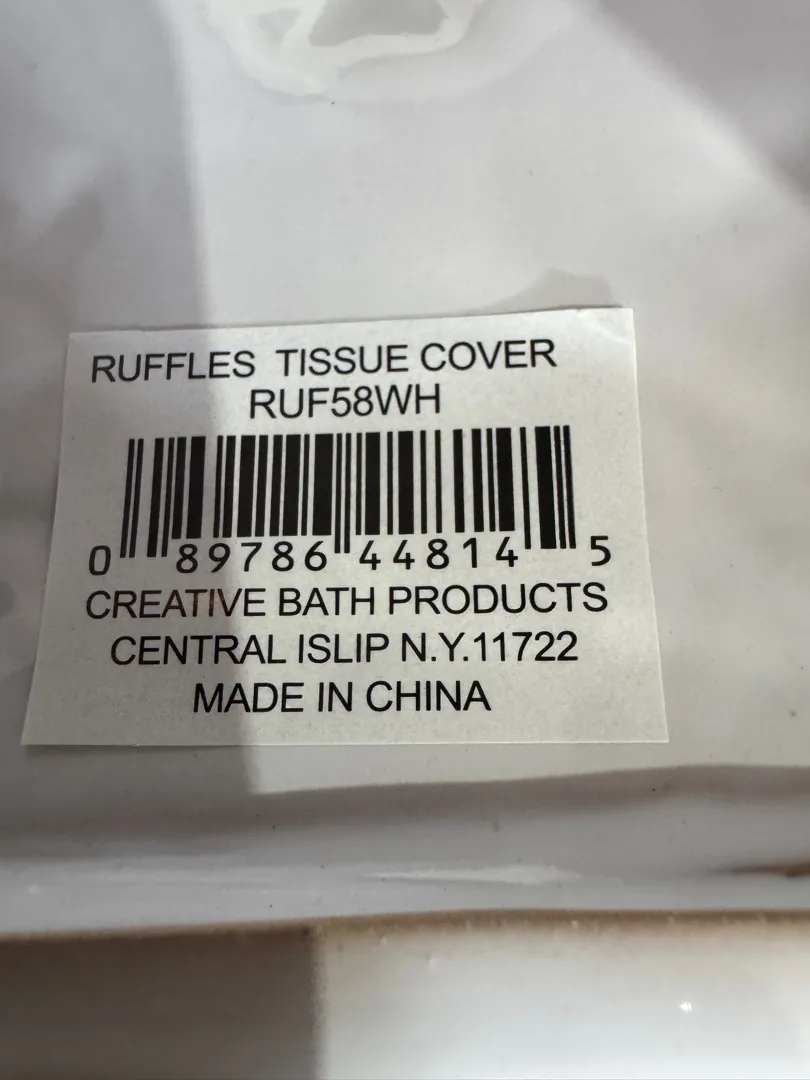 RUFFLES TISSUE COVER
RUF58WH
0 89786 44814 5
CREATIVE BATH PRODUCTS
CENTRAL ISLIP N.Y.11722
MADE IN CHINA